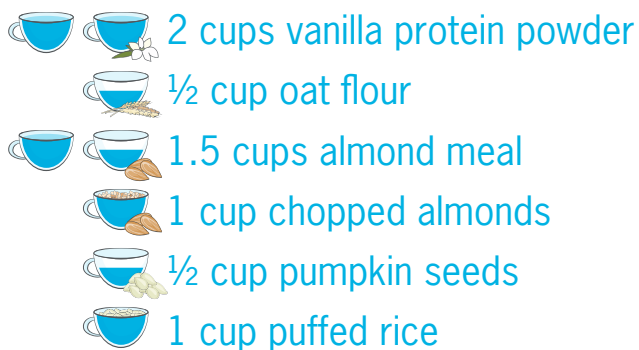 2 cups vanilla protein powder
½ cup oat flour
1.5 cups almond meal
1 cup chopped almonds
½ cup pumpkin seeds
1 cup puffed rice